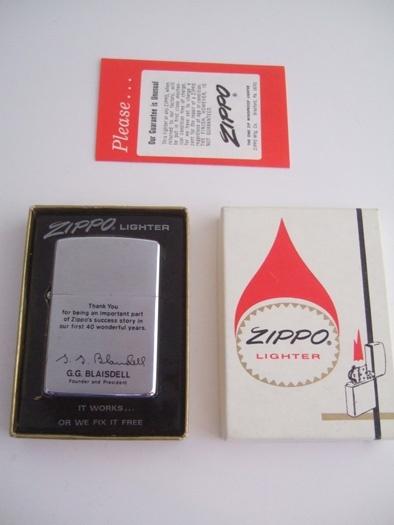 Please...
Our Guarantee is Unusual
ZIPPO
ZIPPO LIGHTER
Thank You
for being an important part
of Zippo's success story in
our first 40 wonderful years.
G.G. Blaisdell
G.G. BLAISDELL
Founder and President
IT WORKS...
OR WE FIX IT FREE
ZIPPO
LIGHTER